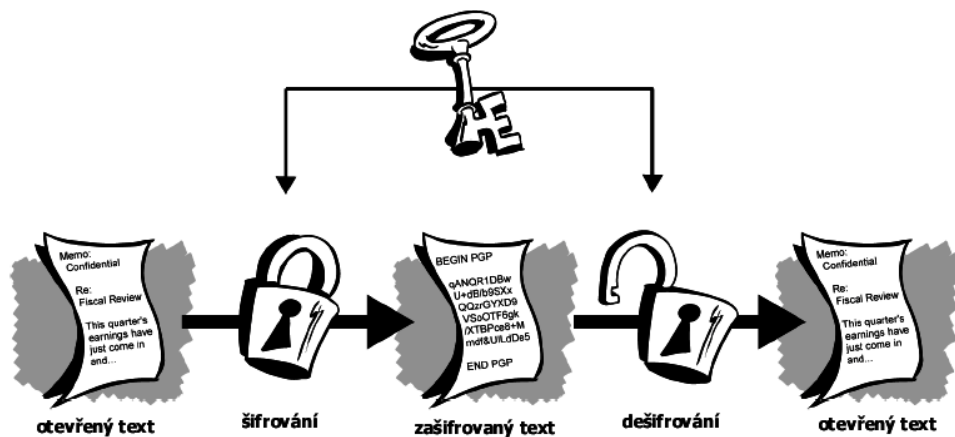 Memo:
Confidential
Re:
Fiscal Review
This quarter's
earnings have
just come in
and...
BEGIN PGP
qANQR1DBw
U+dB/b9SXx
QQzrGYXD9
VSoOTF6gk
/XTBPce8+M
mdf&UlLdDe5
END PGP
Memo:
Confidential
Re:
Fiscal Review
This quarter's
earnings have
just come in
and...
otevřený text
šifrování
zašifrovaný text
dešifrování
otevřený text